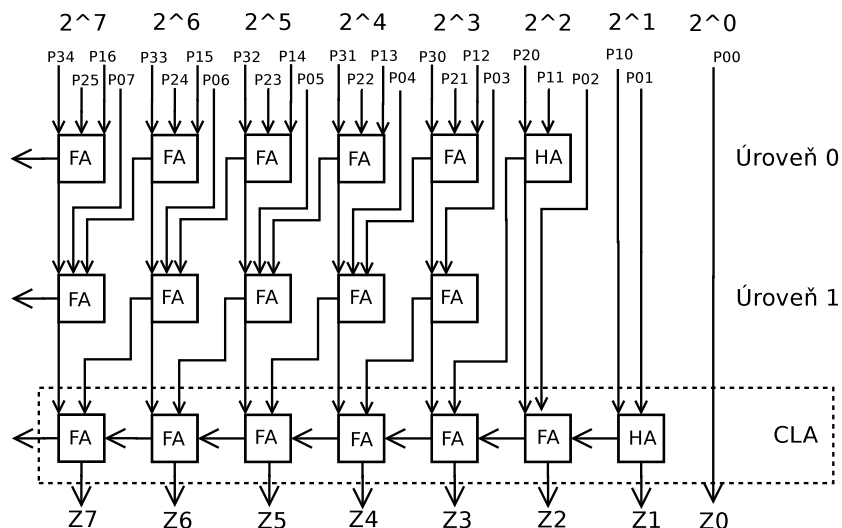 2^7 2^6 2^5 2^4 2^3 2^2 2^1 2^0
P34 P16 P33 P15 P32 P14 P31 P13 P30 P12 P20 P10 P00
P25 P07 P24 P06 P23 P05 P22 P04 P21 P03 P11 P02 P01
FA FA FA FA FA HA Úroveň 0
FA FA FA FA FA Úroveň 1
FA FA FA FA FA FA HA CLA
Z7 Z6 Z5 Z4 Z3 Z2 Z1 Z0